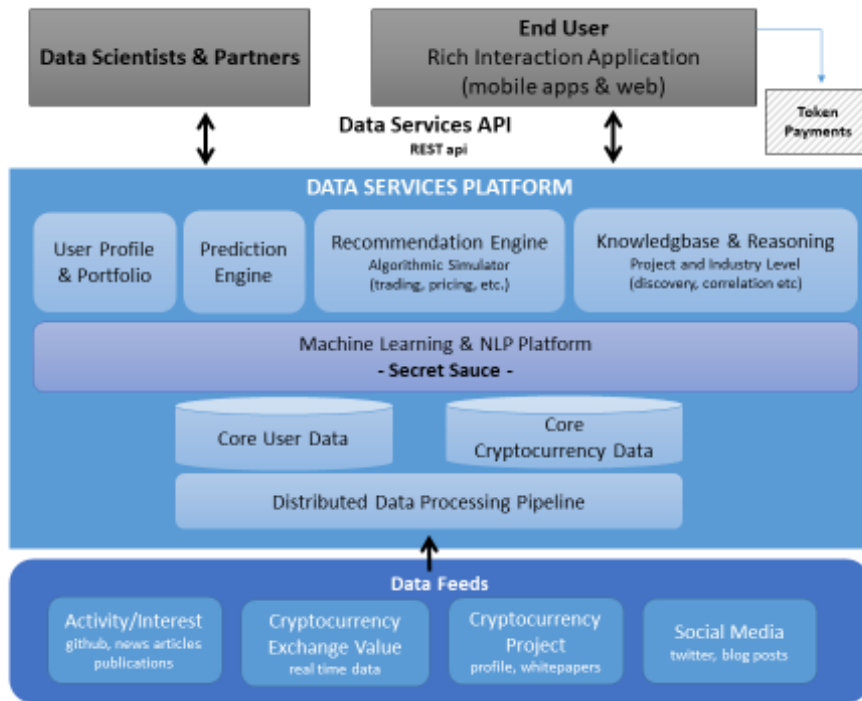 Data Scientists & Partners
End User
Rich Interaction Application
(mobile apps & web)
Token
Payments
Data Services API
REST api
DATA SERVICES PLATFORM
User Profile
& Portfolio
Prediction
Engine
Recommendation Engine
Algorithmic Simulator
(trading, pricing, etc.)
Knowledgbase & Reasoning
Project and Industry Level
(discovery, correlation etc)
Machine Learning & NLP Platform
- Secret Sauce -
Core User Data
Core
Cryptocurrency Data
Distributed Data Processing Pipeline
Data Feeds
Activity/Interest
github, news articles
publications
Cryptocurrency
Exchange Value
real time data
Cryptocurrency
Project
profile, whitepapers
Social Media
twitter, blog posts